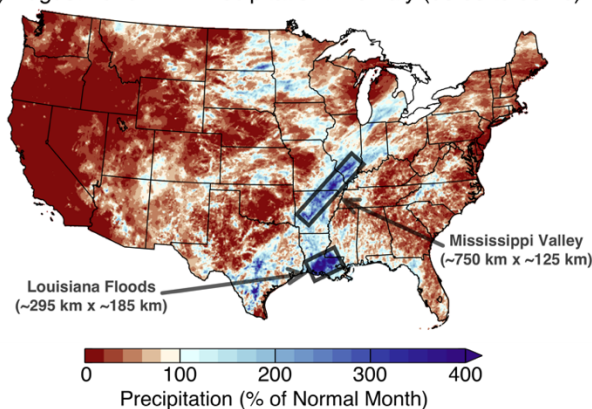 Mississippi Valley
(~750 km x ~125 km)
Louisiana Floods
(~295 km x ~185 km)
0 100 200 300 400
Precipitation (% of Normal Month)